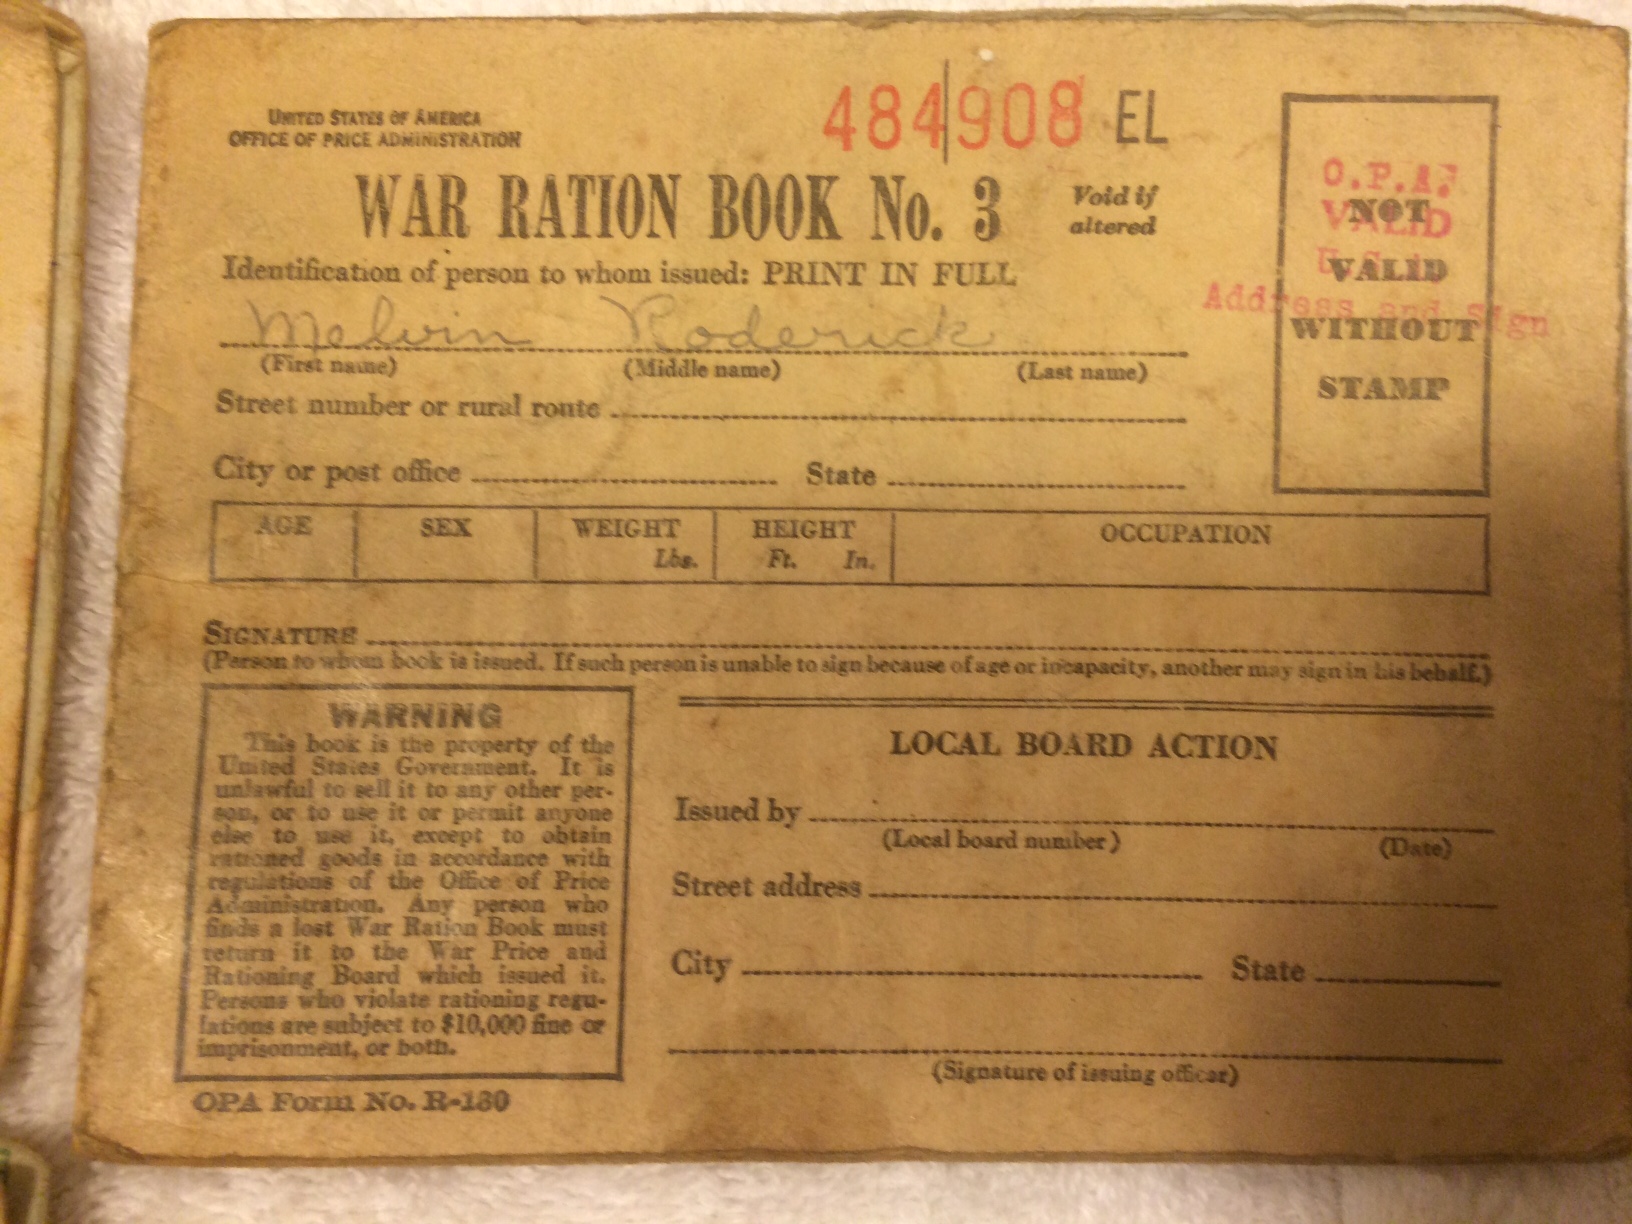 UNITED STATES OF AMERICA
OFFICE OF PRICE ADMINISTRATION
484908 EL
WAR RATION BOOK No. 3
Void if
altered
Identification of person to whom issued: PRINT IN FULL
Melvin Roderick
(First name) (Middle name) (Last name)
Street number or rural route
City or post office State
O.P.A.
VALID
Address and Sign
NOT
VALID
WITHOUT
STAMP
AGE SEX WEIGHT HEIGHT OCCUPATION
Lbs. Ft. In.
SIGNATURE
(Person to whom book is issued. If such person is unable to sign because of age or incapacity, another may sign in his behalf.)
WARNING
This book is the property of the
United States Government. It is
unlawful to sell it to any other per-
son, or to use it or permit anyone
else to use it, except to obtain
rationed goods in accordance with
regulations of the Office of Price
Administration. Any person who
finds a lost War Ration Book must
return it to the War Price and
Rationing Board which issued it.
Persons who violate rationing regu-
lations are subject to $10,000 fine or
imprisonment, or both.
OPA Form No. R-130
LOCAL BOARD ACTION
Issued by
(Local board number) (Date)
Street address
City State
(Signature of issuing officer)